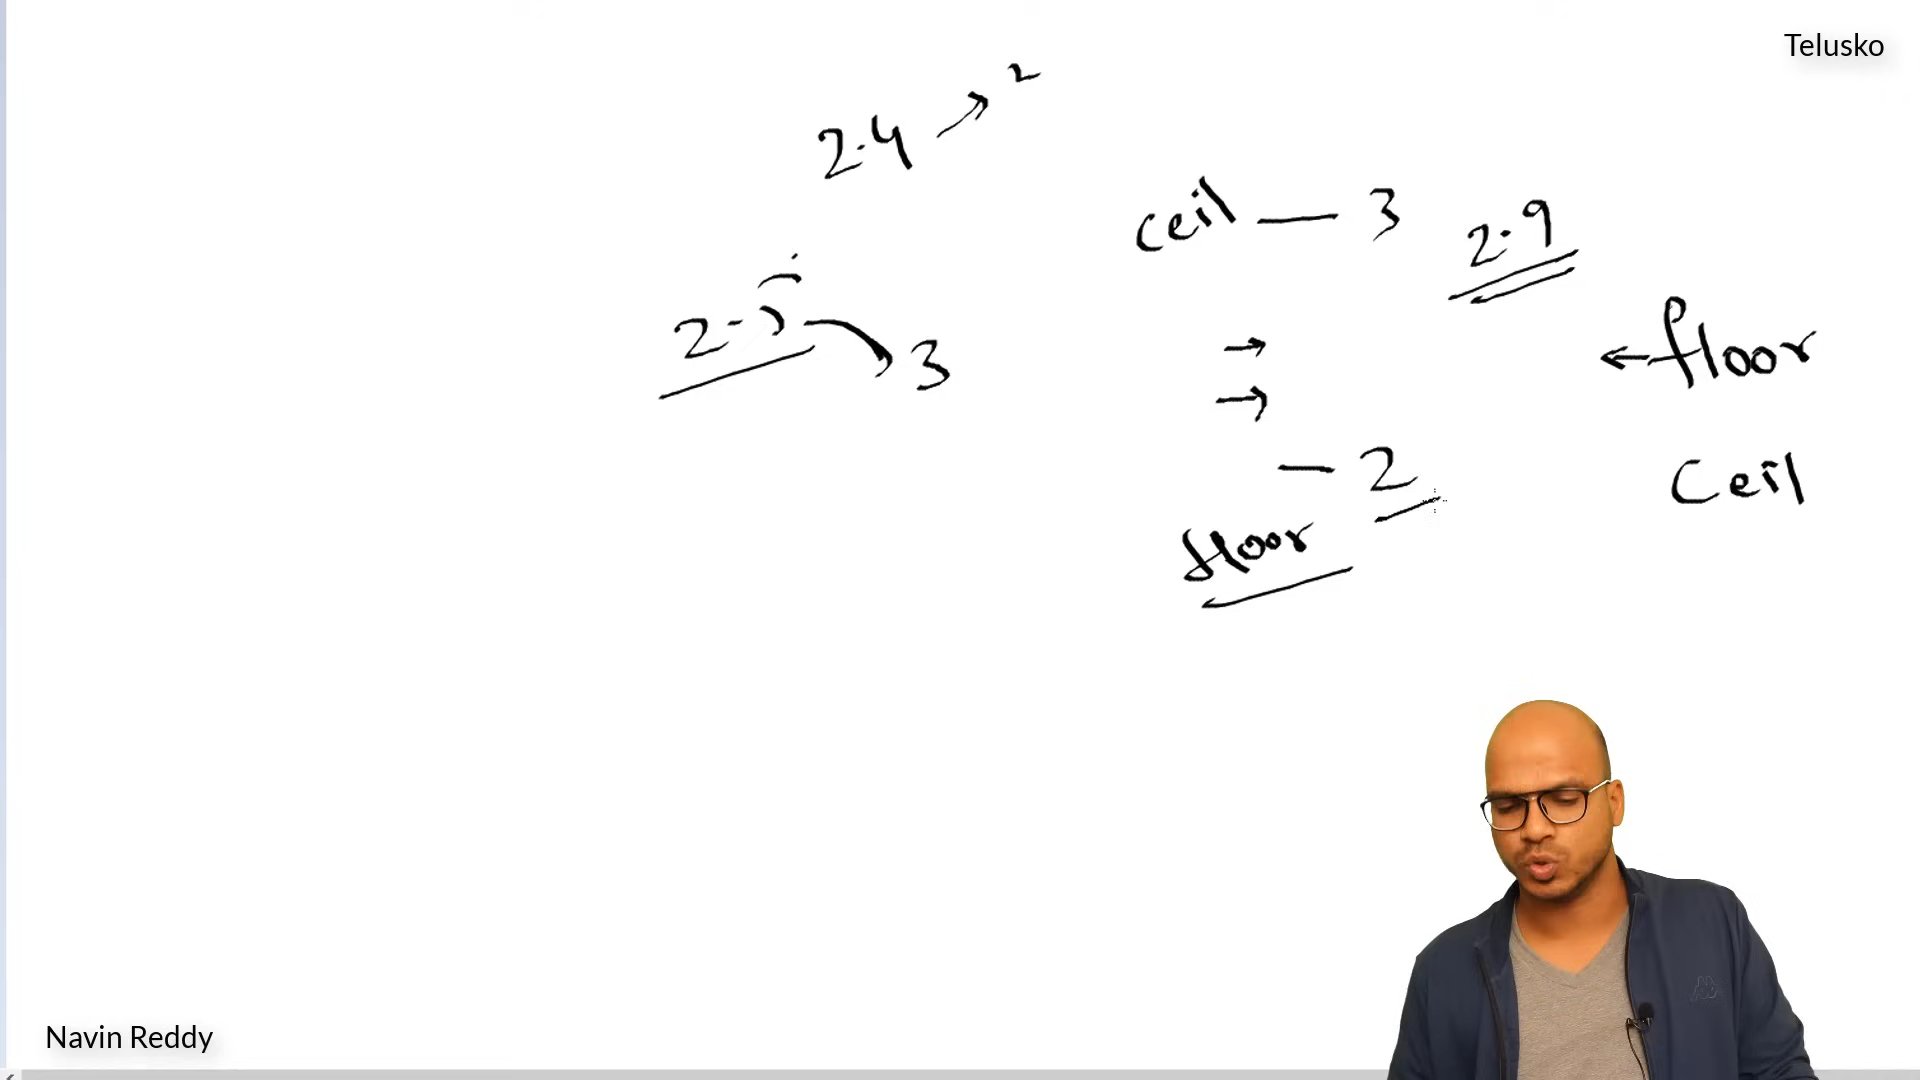 Telusko
2.4 → 2
ceil — 3
2.9
2.5 → 3
→
← floor
→
— 2
Ceil
floor
Navin Reddy